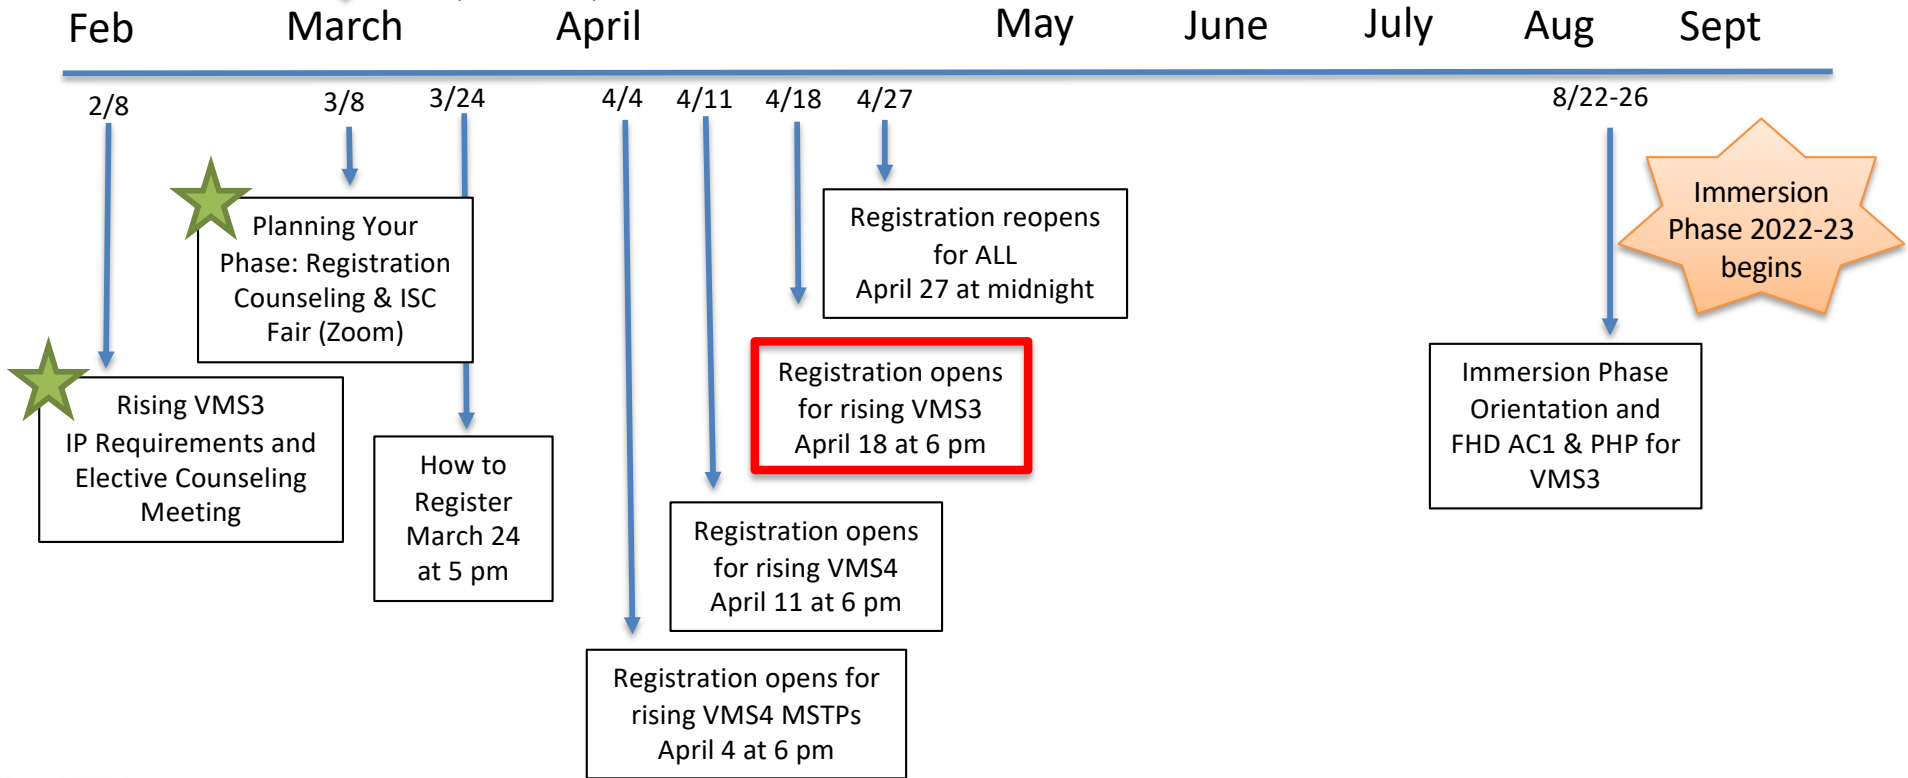 Feb
March
April
May
June
July
Aug
Sept
2/8
3/8
3/24
4/4
4/11
4/18
4/27
8/22-26
Rising VMS3
IP Requirements and
Elective Counseling
Meeting
Planning Your
Phase: Registration
Counseling & ISC
Fair (Zoom)
How to
Register
March 24
at 5 pm
Registration opens for
rising VMS4 MSTPs
April 4 at 6 pm
Registration opens
for rising VMS4
April 11 at 6 pm
Registration opens
for rising VMS3
April 18 at 6 pm
Registration reopens
for ALL
April 27 at midnight
Immersion Phase
Orientation and
FHD AC1 & PHP for
VMS3
Immersion
Phase 2022-23
begins